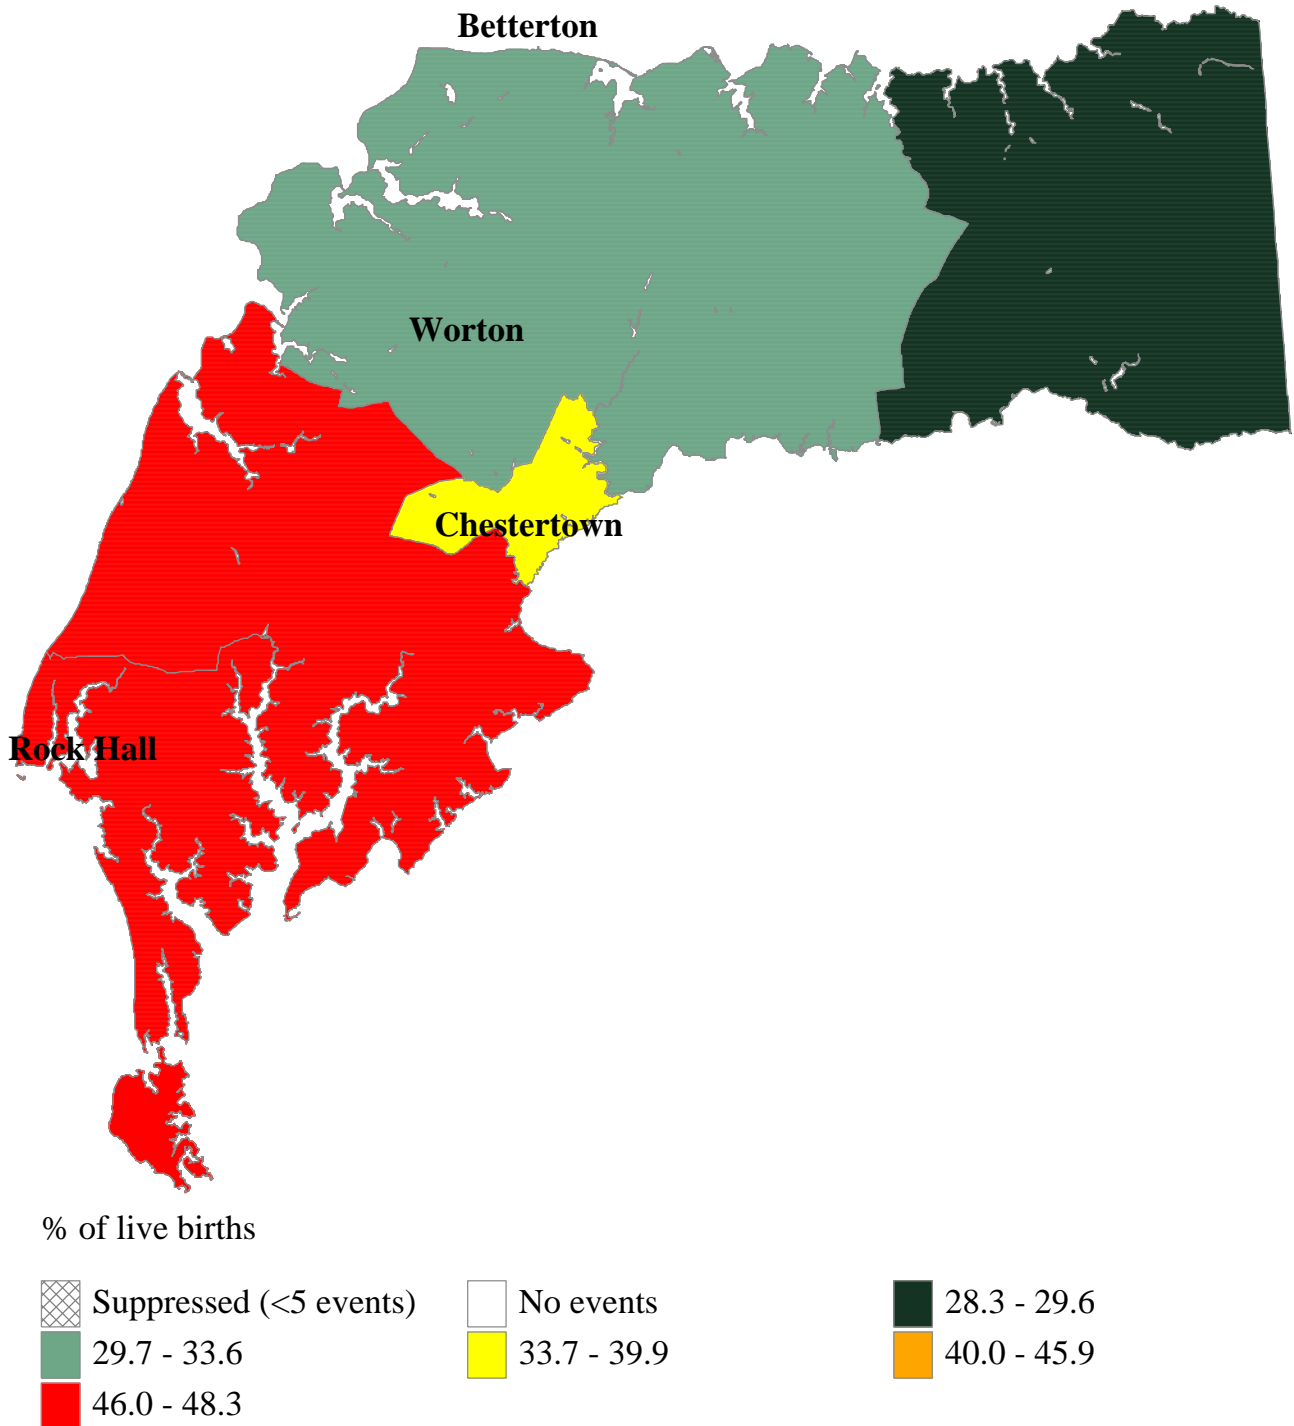 Betterton
Worton
Chestertown
Rock Hall
% of live births
Suppressed (<5 events)
No events
28.3 - 29.6
29.7 - 33.6
33.7 - 39.9
40.0 - 45.9
46.0 - 48.3